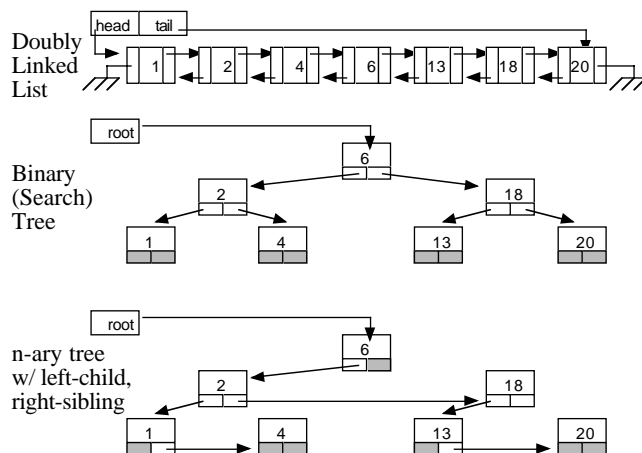 head tail
Doubly
Linked
List
1 2 4 6 13 18 20
root
Binary
(Search)
Tree
6
2 18
1 4 13 20
root
n-ary tree
w/ left-child,
right-sibling
6
2 18
1 4 13 20